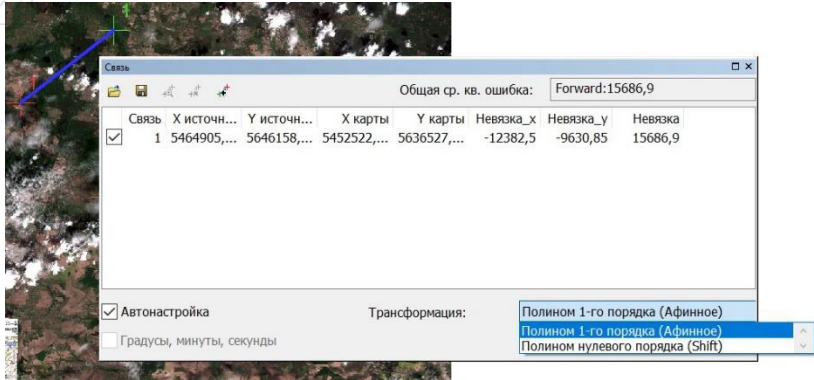 1
Связь
Общая ср. кв. ошибка: Forward:15686,9
Связь X источн... Y источн... X карты Y карты Невязка_x Невязка_y Невязка
1 5464905,... 5646158,... 5452522,... 5636527,... -12382,5 -9630,85 15686,9
Автонастройка Трансформация: Полином 1-го порядка (Афинное)
Полином 1-го порядка (Афинное)
Градусы, минуты, секунды Полином нулевого порядка (Shift)